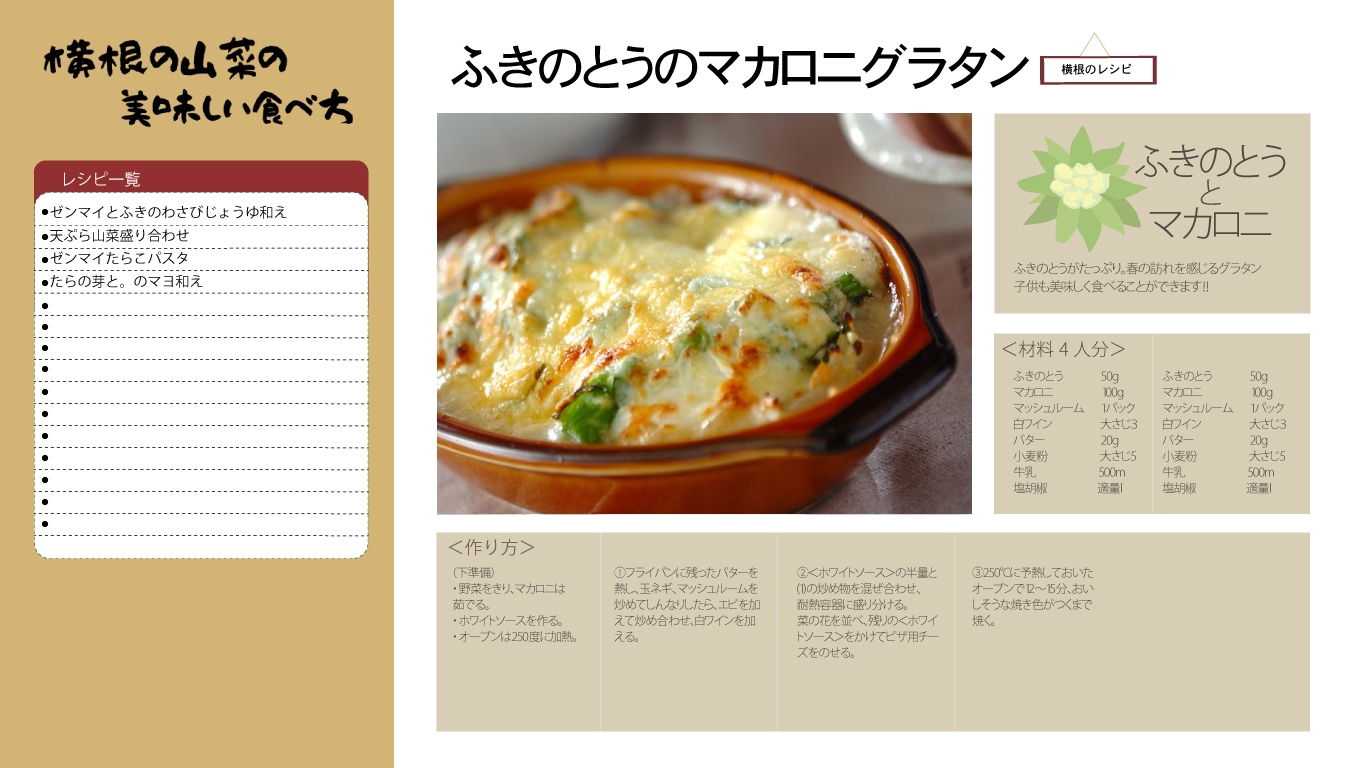 横根の山菜の
美味しい食べ方
レシピ一覧
●ゼンマイとふきのわさびじょうゆ和え
●天ぷら山菜盛り合わせ
●ゼンマイたらこパスタ
●たらの芽と。のマヨ和え
●
●
●
●
●
●
●
●
●
●
●
ふきのとうのマカロニグラタン
横根のレシピ
ふきのとう
と
マカロニ
ふきのとうがたっぷり。春の訪れを感じるグラタン
子供も美味しく食べることができます!!
＜材料 4 人分＞
ふきのとう 50g
マカロニ 100g
マッシュルーム 1パック
白ワイン 大さじ3
バター 20g
小麦粉 大さじ5
牛乳 500m
塩胡椒 適量l
ふきのとう 50g
マカロニ 100g
マッシュルーム 1パック
白ワイン 大さじ3
バター 20g
小麦粉 大さじ5
牛乳 500m
塩胡椒 適量l
＜作り方＞
（下準備）
・野菜をきり、マカロニは
茹でる。
・ホワイトソースを作る。
・オーブンは250度に加熱。
①フライパンに残ったバターを
熱し、玉ネギ、マッシュルームを
炒めてしんなりしたら、エビを加
えて炒め合わせ、白ワインを加
える。
②＜ホワイトソース＞の半量と
(1)の炒め物を混ぜ合わせ、
耐熱容器に盛り分ける。
菜の花を並べ、残りの＜ホワイ
トソース＞をかけてピザ用チー
ズをのせる。
③250℃に予熱しておいた
オーブンで12〜15分、おい
しそうな焼き色がつくまで
焼く。